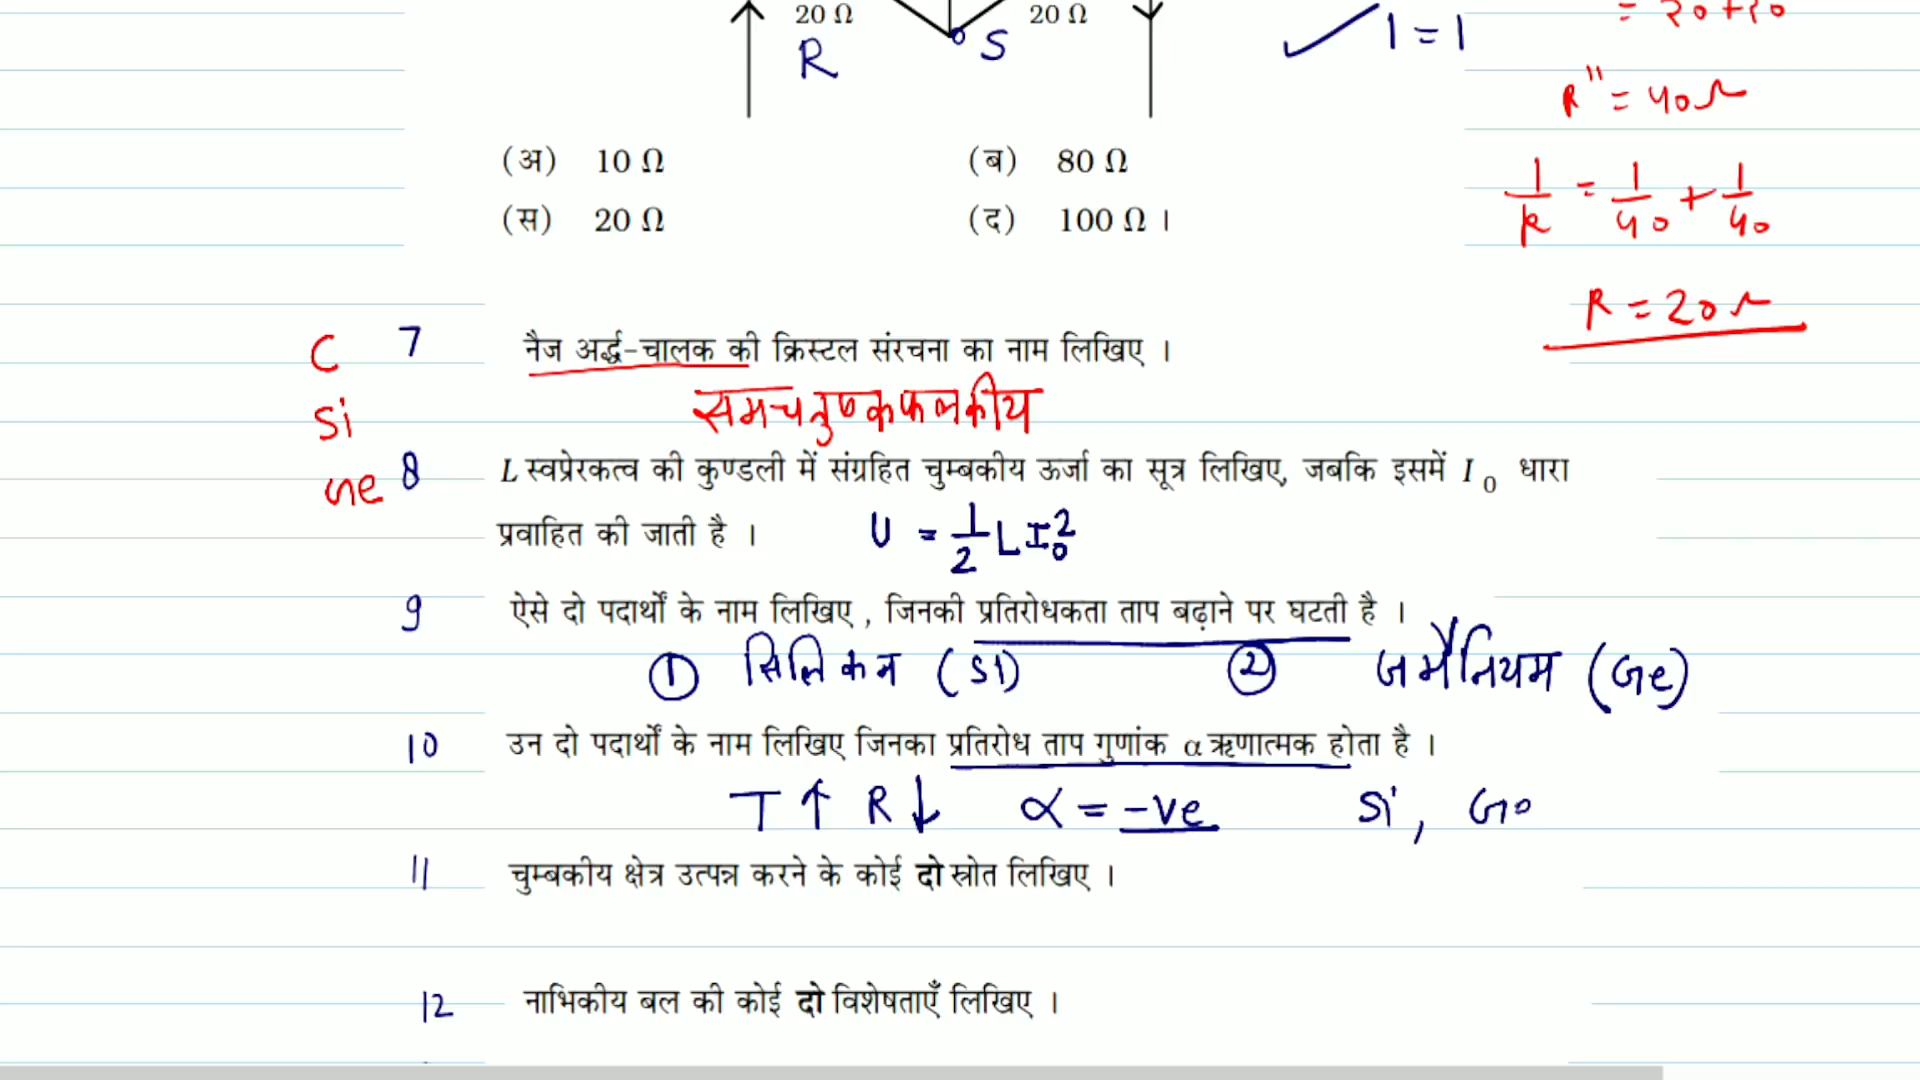 20 Ω 20 Ω
R S
1 = 1
= 20+20
R" = 40Ω
1/R = 1/40 + 1/40
R = 20Ω
(अ) 10 Ω (ब) 80 Ω
(स) 20 Ω (द) 100 Ω ।
C 7 नैज अर्द्ध-चालक की क्रिस्टल संरचना का नाम लिखिए ।
Si समचतुष्कफलकीय
Ge 8 L स्वप्रेरकत्व की कुण्डली में संग्रहित चुम्बकीय ऊर्जा का सूत्र लिखिए, जबकि इसमें I₀ धारा
प्रवाहित की जाती है । U = 1/2 L I₀²
9 ऐसे दो पदार्थों के नाम लिखिए , जिनकी प्रतिरोधकता ताप बढ़ाने पर घटती है ।
① सिलिकन (Si) ② जर्मेनियम (Ge)
10 उन दो पदार्थों के नाम लिखिए जिनका प्रतिरोध ताप गुणांक α ऋणात्मक होता है ।
T ↑ R ↓ α = -ve Si, Ge
11 चुम्बकीय क्षेत्र उत्पन्न करने के कोई दो स्रोत लिखिए ।
12 नाभिकीय बल की कोई दो विशेषताएँ लिखिए ।